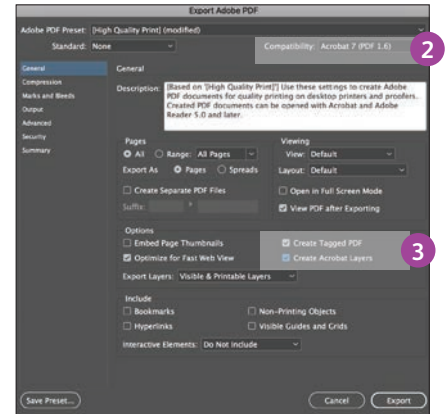 Export Adobe PDF
Adobe PDF Preset: [High Quality Print] (modified)
Standard: None Compatibility: Acrobat 7 (PDF 1.6) 2
General
Compression
Marks and Bleeds
Output
Advanced
Security
Summary
General
Description: [Based on '[High Quality Print]'] Use these settings to create Adobe
PDF documents for quality printing on desktop printers and proofers.
Created PDF documents can be opened with Acrobat and Adobe
Reader 5.0 and later.
Pages
All Range: All Pages
Export As Pages Spreads
Create Separate PDF Files
Suffix:
Viewing
View: Default
Layout: Default
Open in Full Screen Mode
View PDF after Exporting
Options
Embed Page Thumbnails Create Tagged PDF
Optimize for Fast Web View Create Acrobat Layers 3
Export Layers: Visible & Printable Layers
Include
Bookmarks Non-Printing Objects
Hyperlinks Visible Guides and Grids
Interactive Elements: Do Not Include
Save Preset... Cancel Export